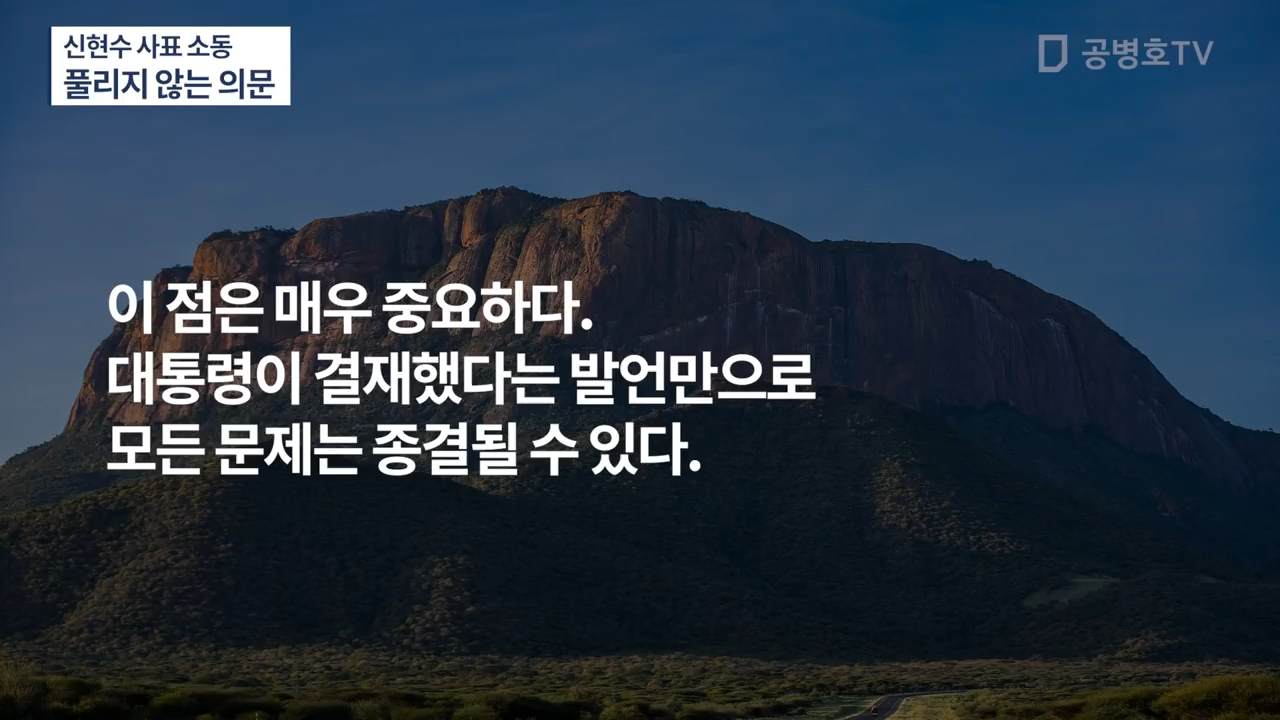 신현수 사표 소동
풀리지 않는 의문
공병호TV
이 점은 매우 중요하다.
대통령이 결재했다는 발언만으로
모든 문제는 종결될 수 있다.